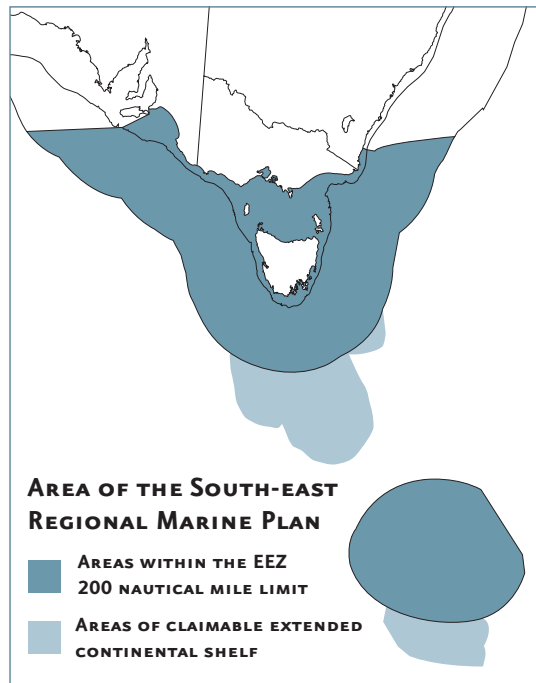 Area of the South-east
Regional Marine Plan
Areas within the EEZ
200 nautical mile limit
Areas of claimable extended
continental shelf